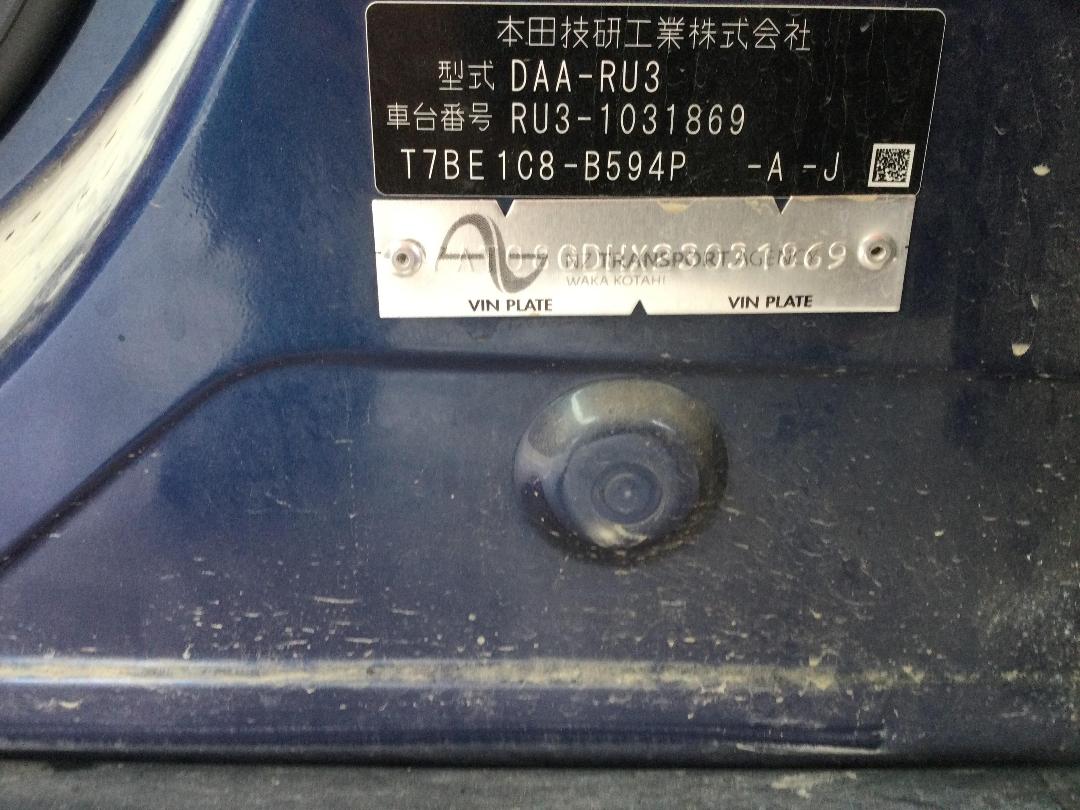 本田技研工業株式会社
型式 DAA-RU3
車台番号 RU3-1031869
T7BE1C8-B594P -A -J
NZ TRANSPORT AGENCY
WAKA KOTAHI
VIN PLATE VIN PLATE